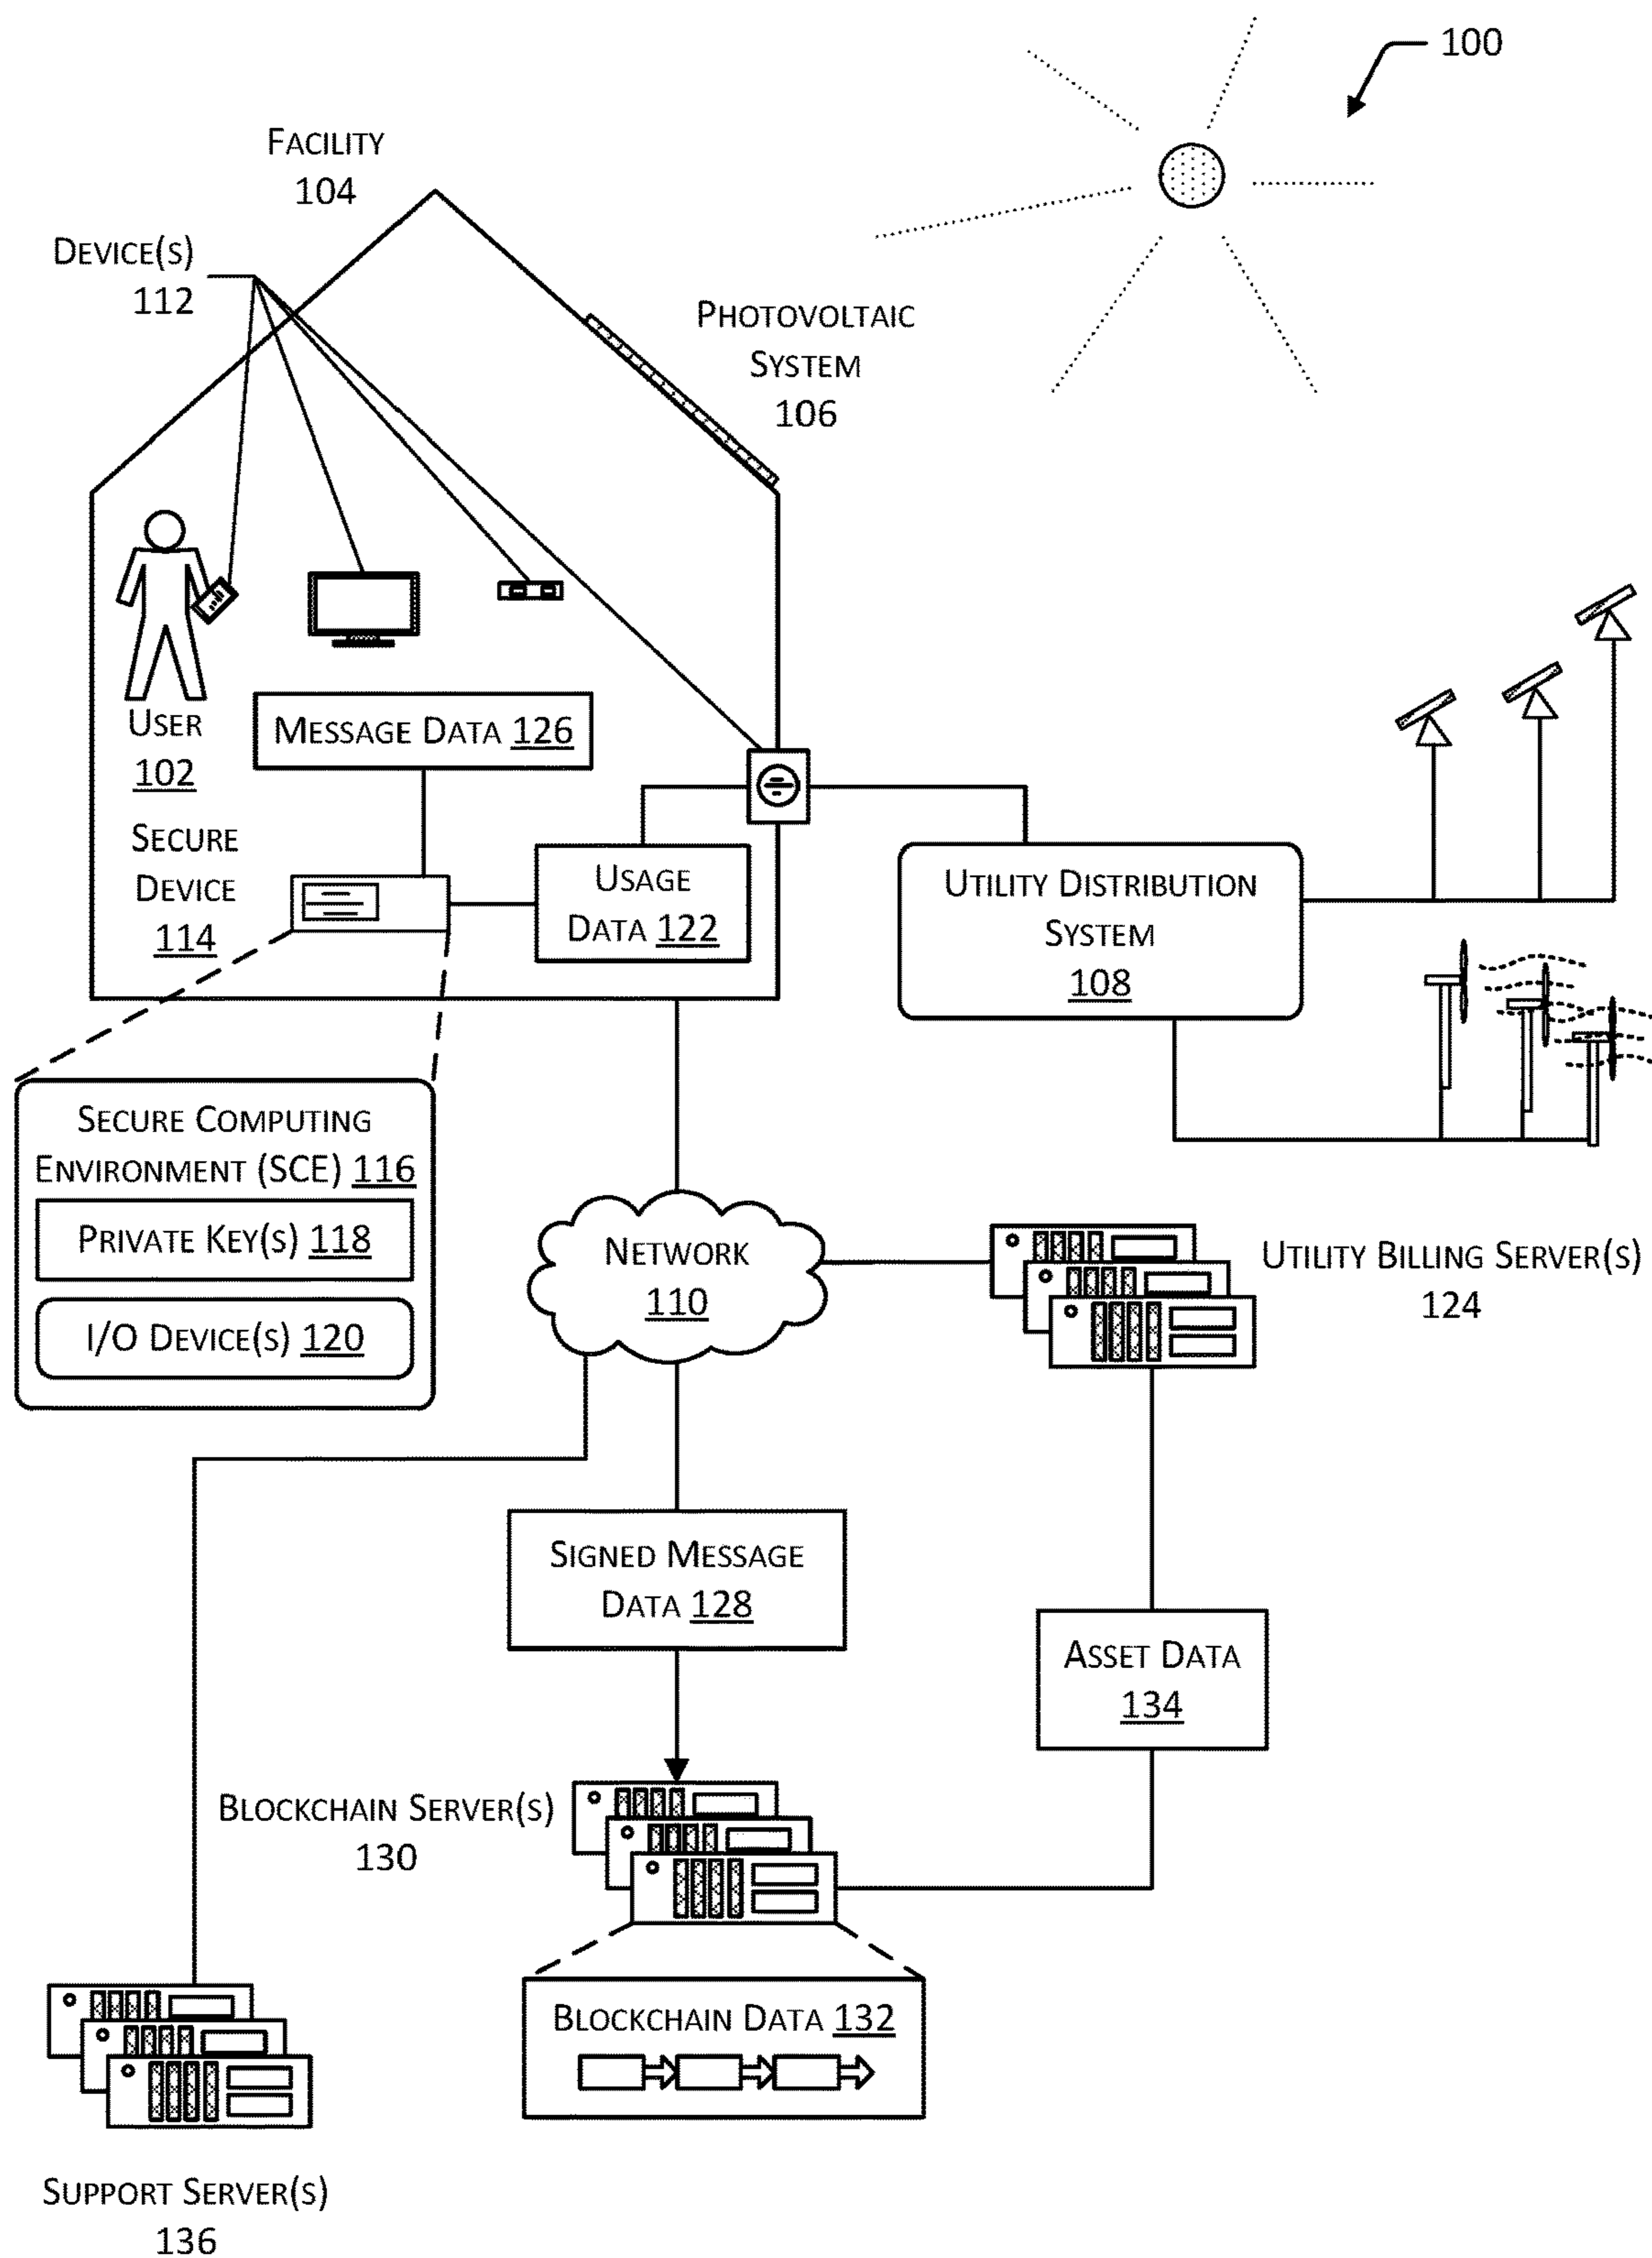 100
FACILITY
104
DEVICE(S)
112
PHOTOVOLTAIC
SYSTEM
106
USER
102
MESSAGE DATA 126
SECURE
DEVICE
114
USAGE
DATA 122
UTILITY DISTRIBUTION
SYSTEM
108
SECURE COMPUTING
ENVIRONMENT (SCE) 116
PRIVATE KEY(S) 118
I/O DEVICE(S) 120
NETWORK
110
UTILITY BILLING SERVER(S)
124
SIGNED MESSAGE
DATA 128
ASSET DATA
134
BLOCKCHAIN SERVER(S)
130
BLOCKCHAIN DATA 132
SUPPORT SERVER(S)
136